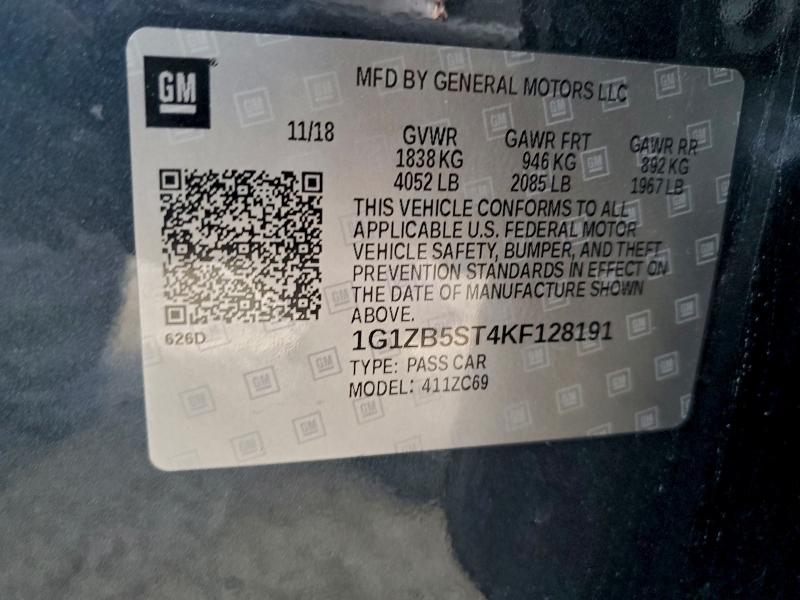 GM
MFD BY GENERAL MOTORS LLC
11/18 GVWR GAWR FRT GAWR RR
1838 KG 946 KG 892 KG
4052 LB 2085 LB 1967 LB
THIS VEHICLE CONFORMS TO ALL
APPLICABLE U.S. FEDERAL MOTOR
VEHICLE SAFETY, BUMPER, AND THEFT
PREVENTION STANDARDS IN EFFECT ON
THE DATE OF MANUFACTURE SHOWN
ABOVE.
626D
1G1ZB5ST4KF128191
TYPE: PASS CAR
MODEL: 411ZC69